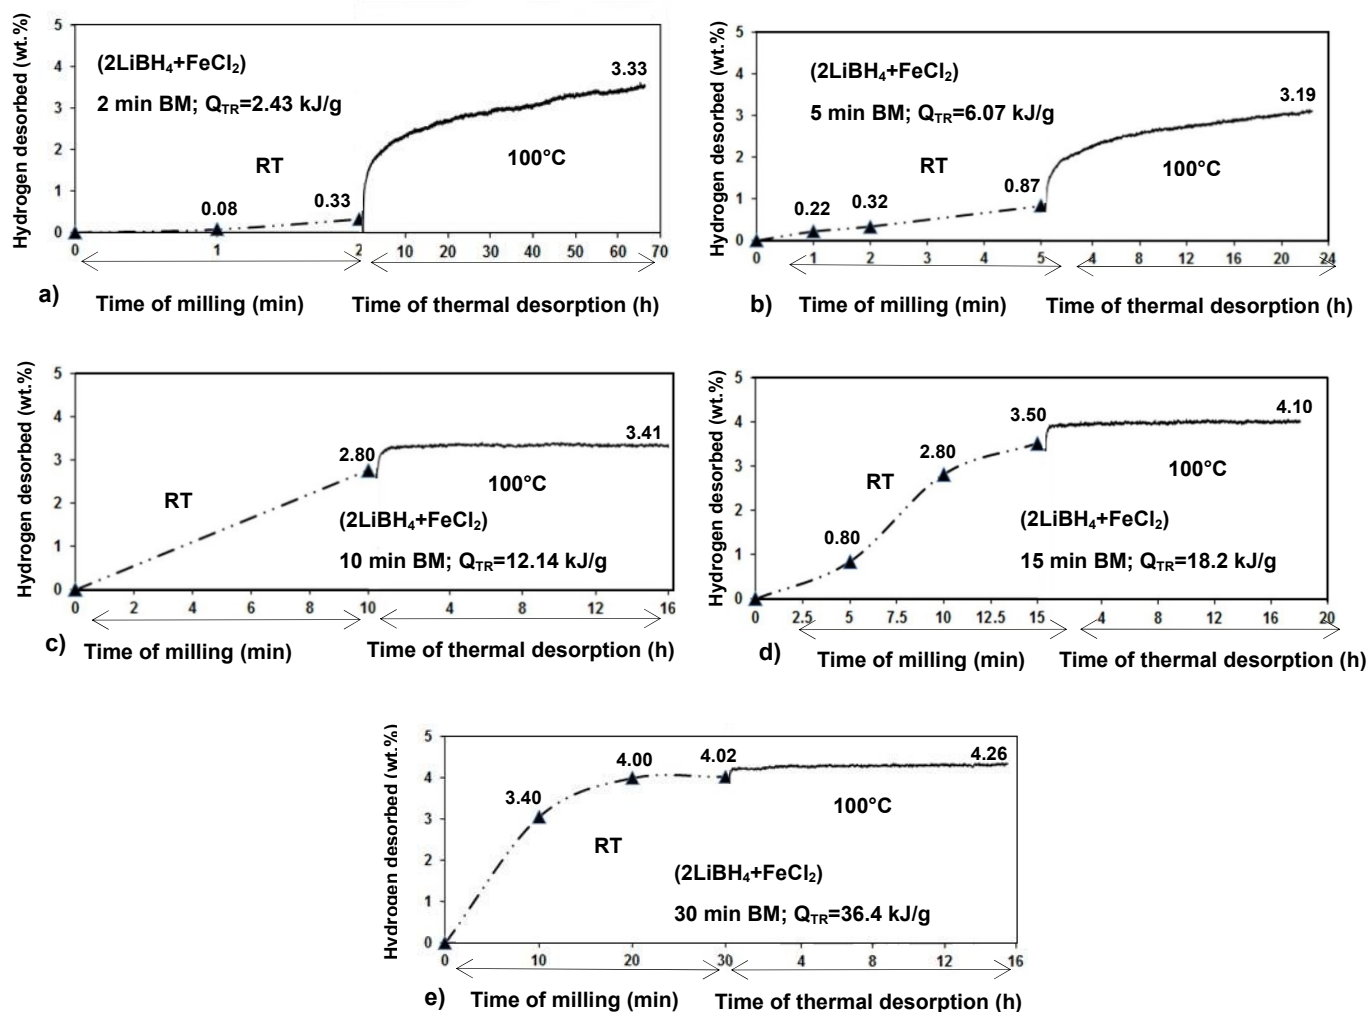 Hydrogen desorbed (wt.%)
5
4
3
2
1
0
(2LiBH₄+FeCl₂)
2 min BM; Q_TR=2.43 kJ/g
3.33
RT
100°C
0.08
0.33
0 1 2 10 20 30 40 50 60 70
a) Time of milling (min) Time of thermal desorption (h)
Hydrogen desorbed (wt.%)
5
4
3
2
1
0
(2LiBH₄+FeCl₂)
5 min BM; Q_TR=6.07 kJ/g
3.19
RT
100°C
0.22
0.32
0.87
0 1 2 3 4 5 4 8 12 16 20 24
b) Time of milling (min) Time of thermal desorption (h)
Hydrogen desorbed (wt.%)
5
4
3
2
1
0
2.80
3.41
RT
100°C
(2LiBH₄+FeCl₂)
10 min BM; Q_TR=12.14 kJ/g
0 2 4 6 8 10 4 8 12 16
c) Time of milling (min) Time of thermal desorption (h)
Hydrogen desorbed (wt.%)
5
4
3
2
1
0
3.50
4.10
2.80
RT
100°C
0.80
(2LiBH₄+FeCl₂)
15 min BM; Q_TR=18.2 kJ/g
0 2.5 5 7.5 10 12.5 15 4 8 12 16 20
d) Time of milling (min) Time of thermal desorption (h)
Hydrogen desorbed (wt.%)
5
4
3
2
1
0
3.40
4.00
4.02
4.26
100°C
RT
(2LiBH₄+FeCl₂)
30 min BM; Q_TR=36.4 kJ/g
0 10 20 30 4 8 12 16
e) Time of milling (min) Time of thermal desorption (h)